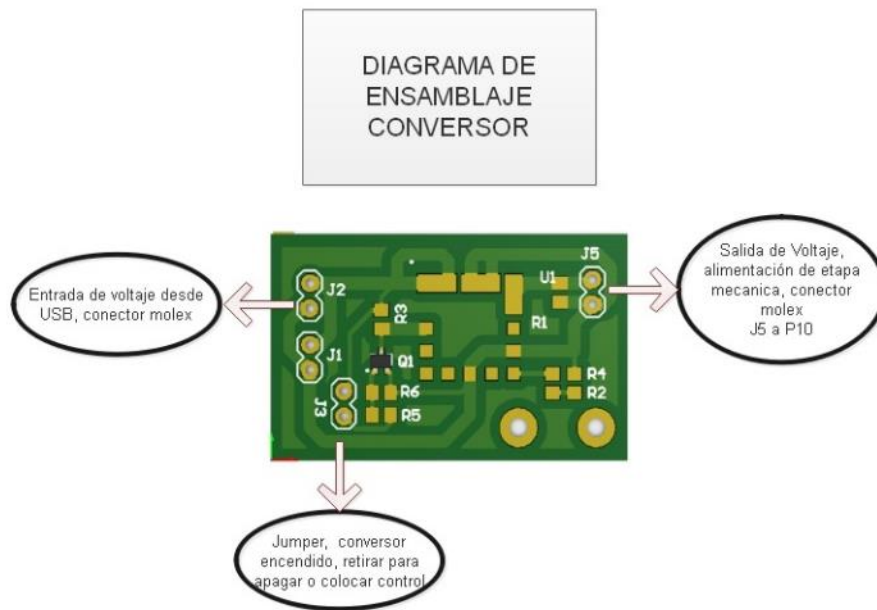 DIAGRAMA DE
ENSAMBLAJE
CONVERSOR
Entrada de voltaje desde
USB, conector molex
Salida de Voltaje,
alimentación de etapa
mecanica, conector
molex
J5 a P10
J2
J1
J3
R3
Q1
R6
R5
U1
J5
R1
R4
R2
Jumper, conversor
encendido, retirar para
apagar o colocar control